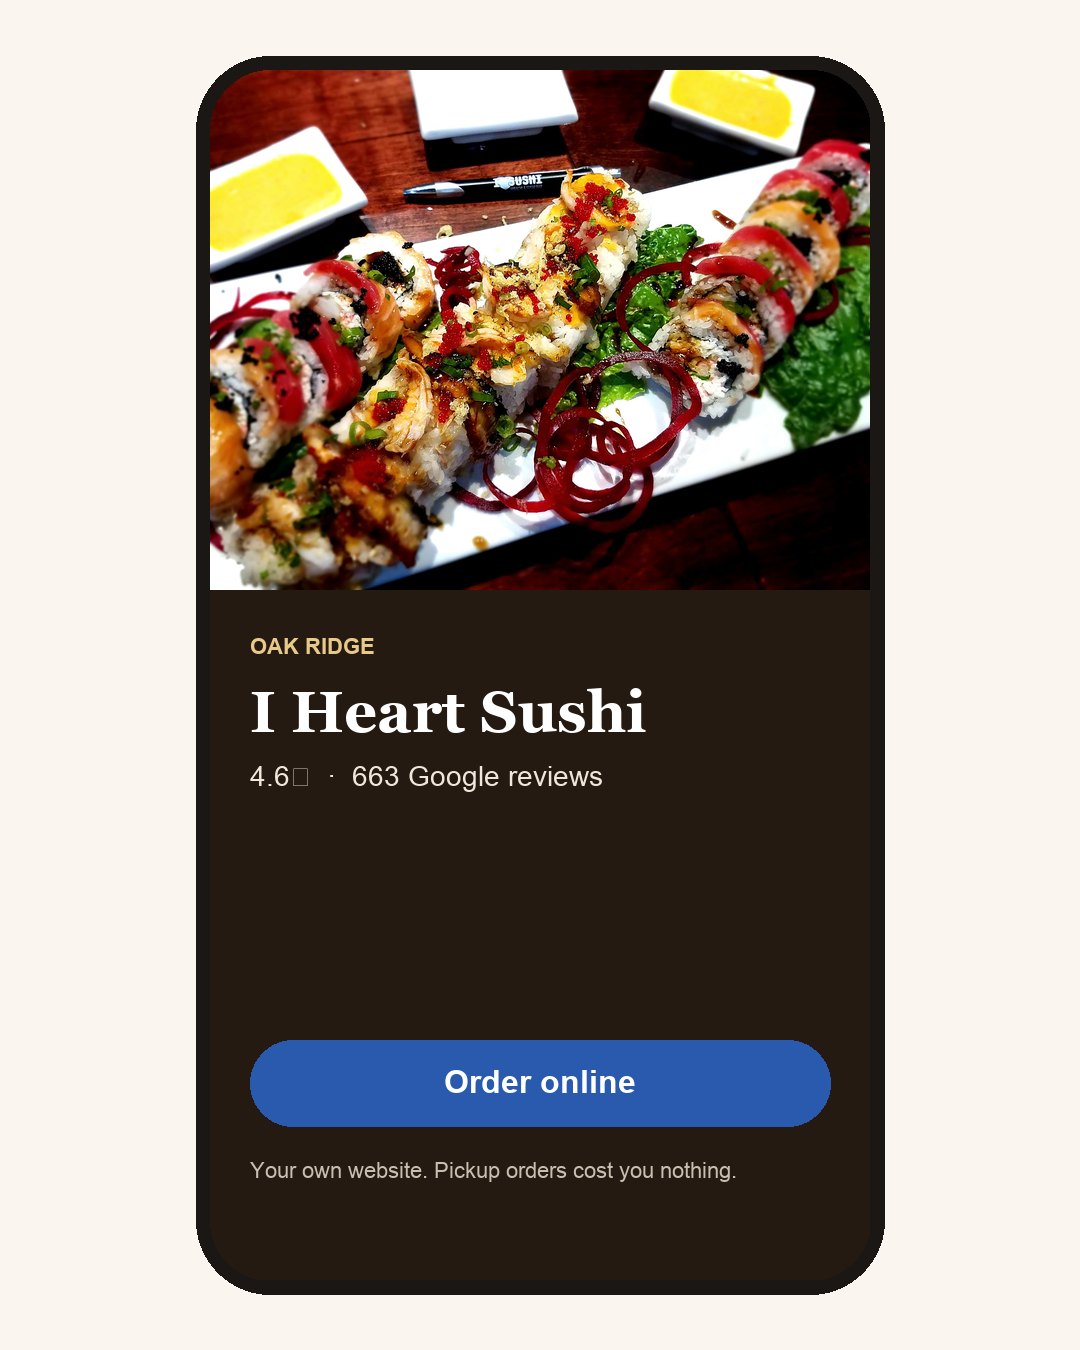 SUSHI
OAK RIDGE
I Heart Sushi
4.6□ · 663 Google reviews
Order online
Your own website. Pickup orders cost you nothing.